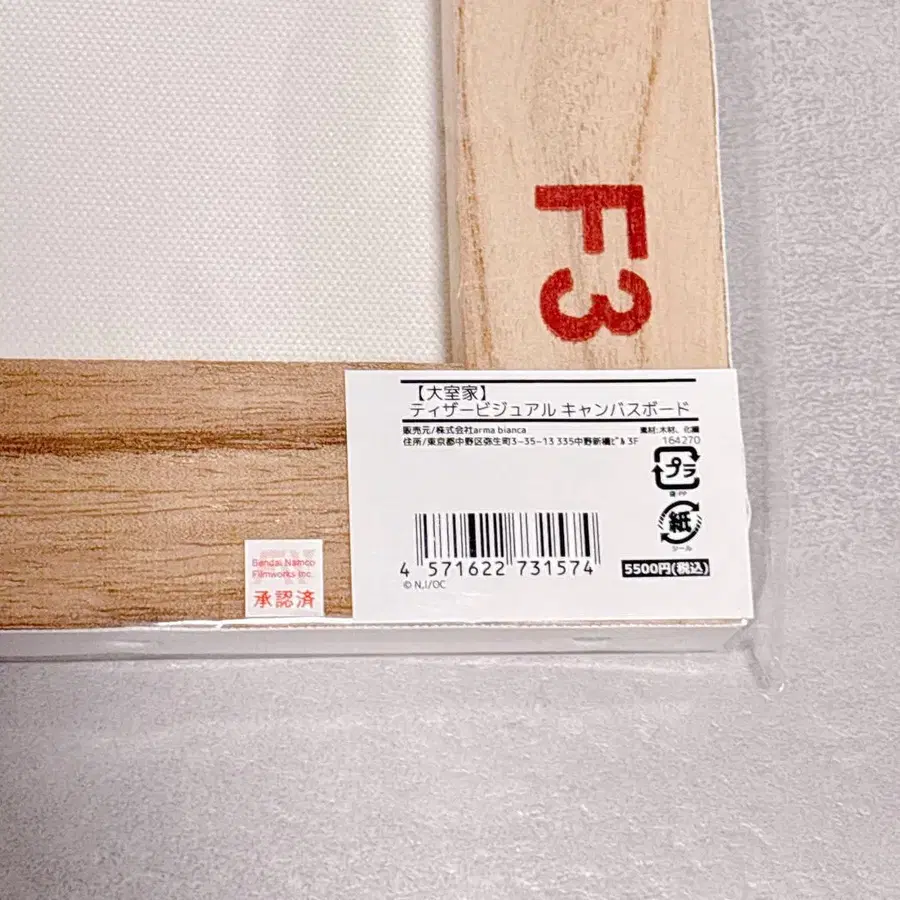 F3
【大室家】
ティザービジュアル キャンバスボード
販売元/株式会社arma bianca
素材:木材、化繊
住所/東京都中野区弥生町3-35-13 335中野新橋ﾋﾞﾙ3F
164270
プラ
袋:PP
紙
シール
4 571622 731574
5500円(税込)
© N,I/OC
Bandai Namco
Filmworks Inc.
承認済